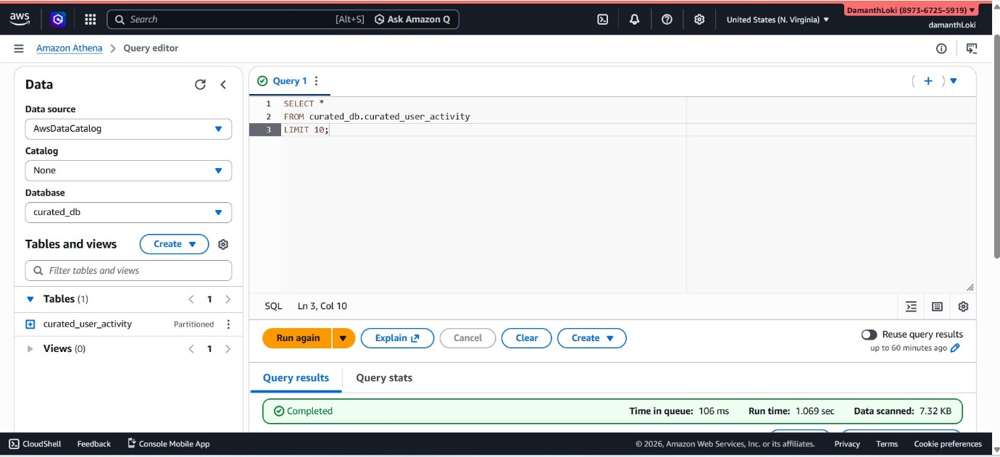 aws
Search [Alt+S] Ask Amazon Q
United States (N. Virginia)
DamanthLoki (8973-6725-5919)
damanthLoki
Amazon Athena
Query editor
Data
Data source
AwsDataCatalog
Catalog
None
Database
curated_db
Tables and views
Create
Filter tables and views
Tables (1)
1
curated_user_activity
Partitioned
Views (0)
1
Query 1
1 SELECT *
2 FROM curated_db.curated_user_activity
3 LIMIT 10;
SQL Ln 3, Col 10
Run again
Explain
Cancel
Clear
Create
Reuse query results
up to 60 minutes ago
Query results
Query stats
Completed
Time in queue: 106 ms
Run time: 1.069 sec
Data scanned: 7.32 KB
CloudShell
Feedback
Console Mobile App
© 2026, Amazon Web Services, Inc. or its affiliates.
Privacy
Terms
Cookie preferences